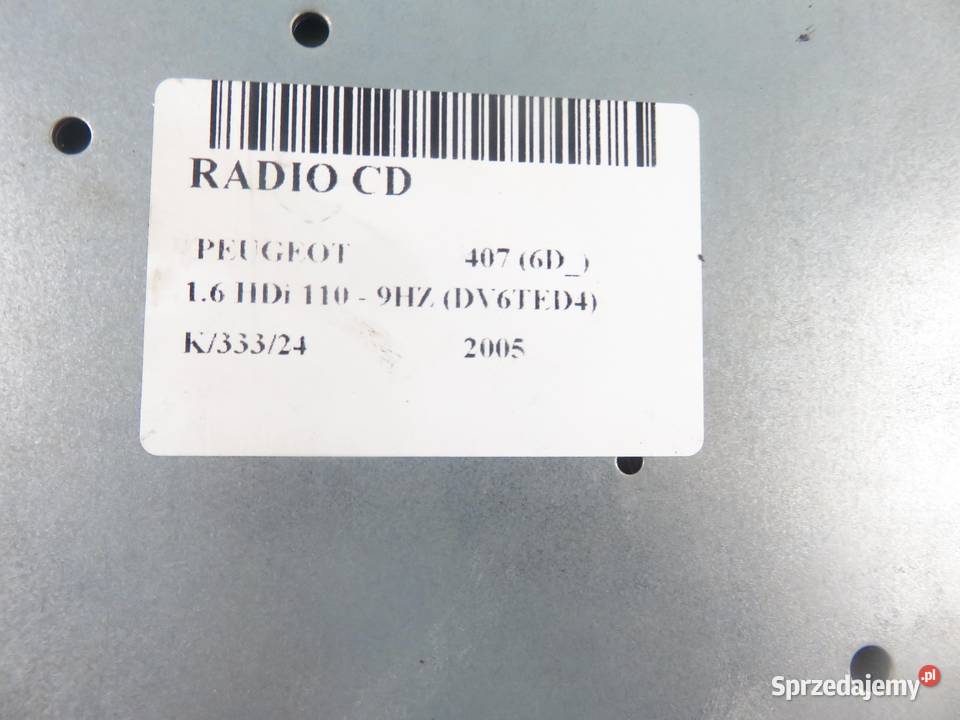 RADIO CD
PEUGEOT 407 (6D_)
1.6 HDi 110 - 9HZ (DV6TED4)
K/333/24 2005
Sprzedajemy.pl